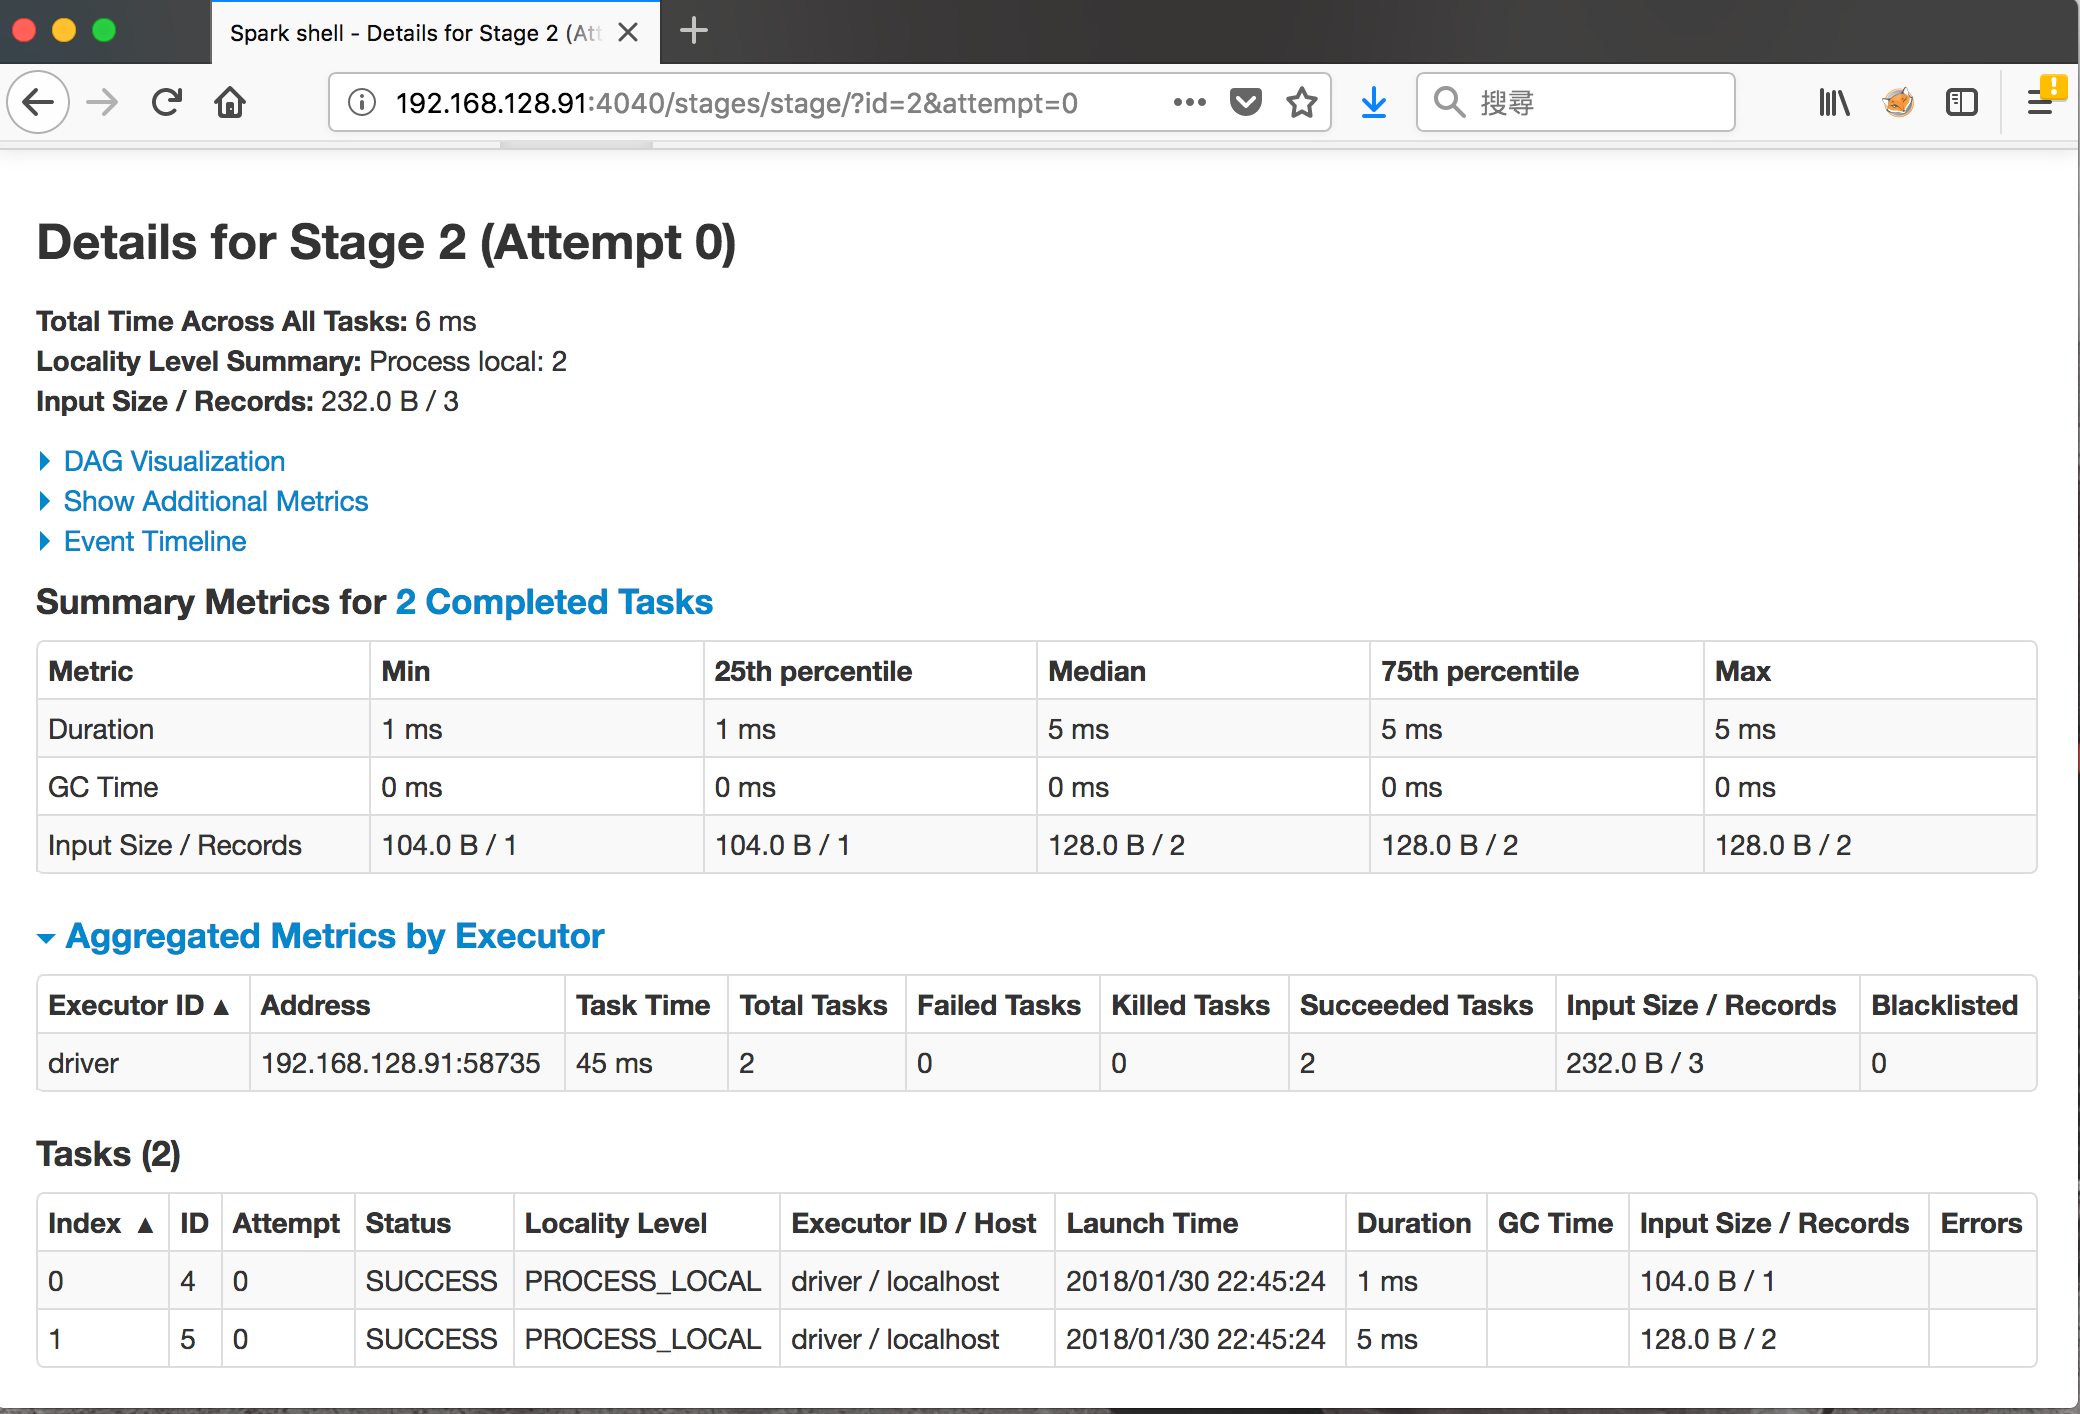 Spark shell - Details for Stage 2 (Att
192.168.128.91:4040/stages/stage/?id=2&attempt=0
搜尋
Details for Stage 2 (Attempt 0)
Total Time Across All Tasks: 6 ms
Locality Level Summary: Process local: 2
Input Size / Records: 232.0 B / 3
DAG Visualization
Show Additional Metrics
Event Timeline
Summary Metrics for 2 Completed Tasks
Metric Min 25th percentile Median 75th percentile Max
Duration 1 ms 1 ms 5 ms 5 ms 5 ms
GC Time 0 ms 0 ms 0 ms 0 ms 0 ms
Input Size / Records 104.0 B / 1 104.0 B / 1 128.0 B / 2 128.0 B / 2 128.0 B / 2
Aggregated Metrics by Executor
Executor ID ▲ Address Task Time Total Tasks Failed Tasks Killed Tasks Succeeded Tasks Input Size / Records Blacklisted
driver 192.168.128.91:58735 45 ms 2 0 0 2 232.0 B / 3 0
Tasks (2)
Index ▲ ID Attempt Status Locality Level Executor ID / Host Launch Time Duration GC Time Input Size / Records Errors
0 4 0 SUCCESS PROCESS_LOCAL driver / localhost 2018/01/30 22:45:24 1 ms 104.0 B / 1
1 5 0 SUCCESS PROCESS_LOCAL driver / localhost 2018/01/30 22:45:24 5 ms 128.0 B / 2